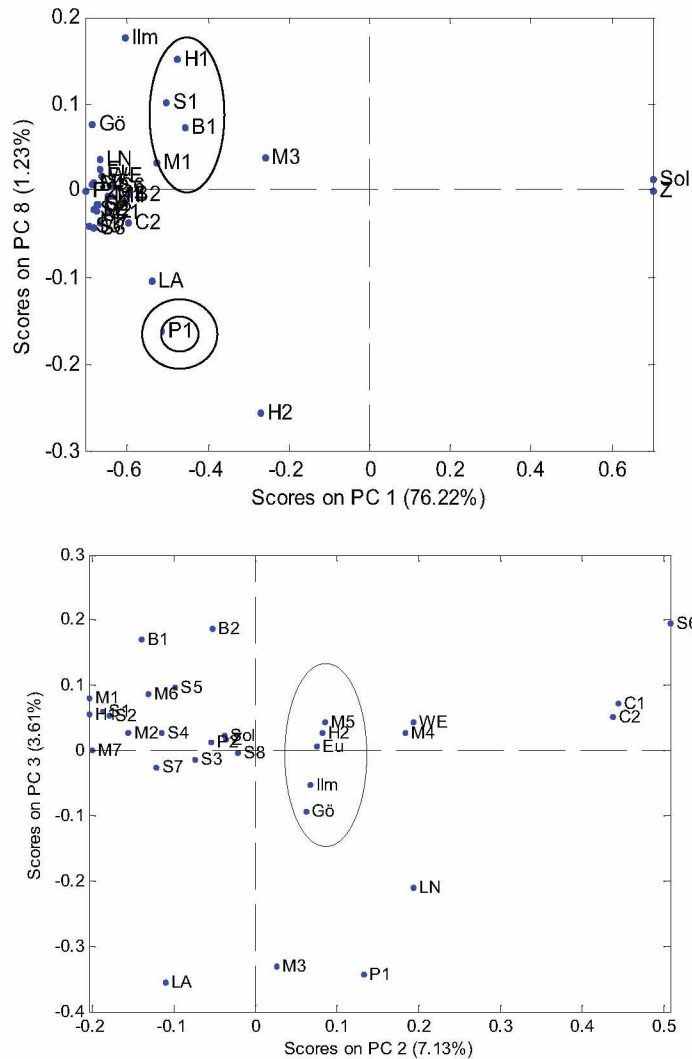 0.2
Ilm
H1
S1
0.1
Gö
B1
M1
M3
LN
Sol
0
Z
B2
C2
LA
-0.1
P1
-0.2
H2
-0.3
-0.6 -0.4 -0.2 0 0.2 0.4 0.6
Scores on PC 1 (76.22%)
Scores on PC 8 (1.23%)
0.3
0.2
B2
S6
B1
0.1
M6 S5
M1
S1
C1
S2
C2
M5 WE
M2 S4
H2 M4
Sol
P2
Eu
0
M7
S8
S3
S7
Ilm
-0.1
Gö
-0.2
LN
-0.3
M3
P1
LA
-0.4
-0.2 -0.1 0 0.1 0.2 0.3 0.4 0.5
Scores on PC 2 (7.13%)
Scores on PC 3 (3.61%)